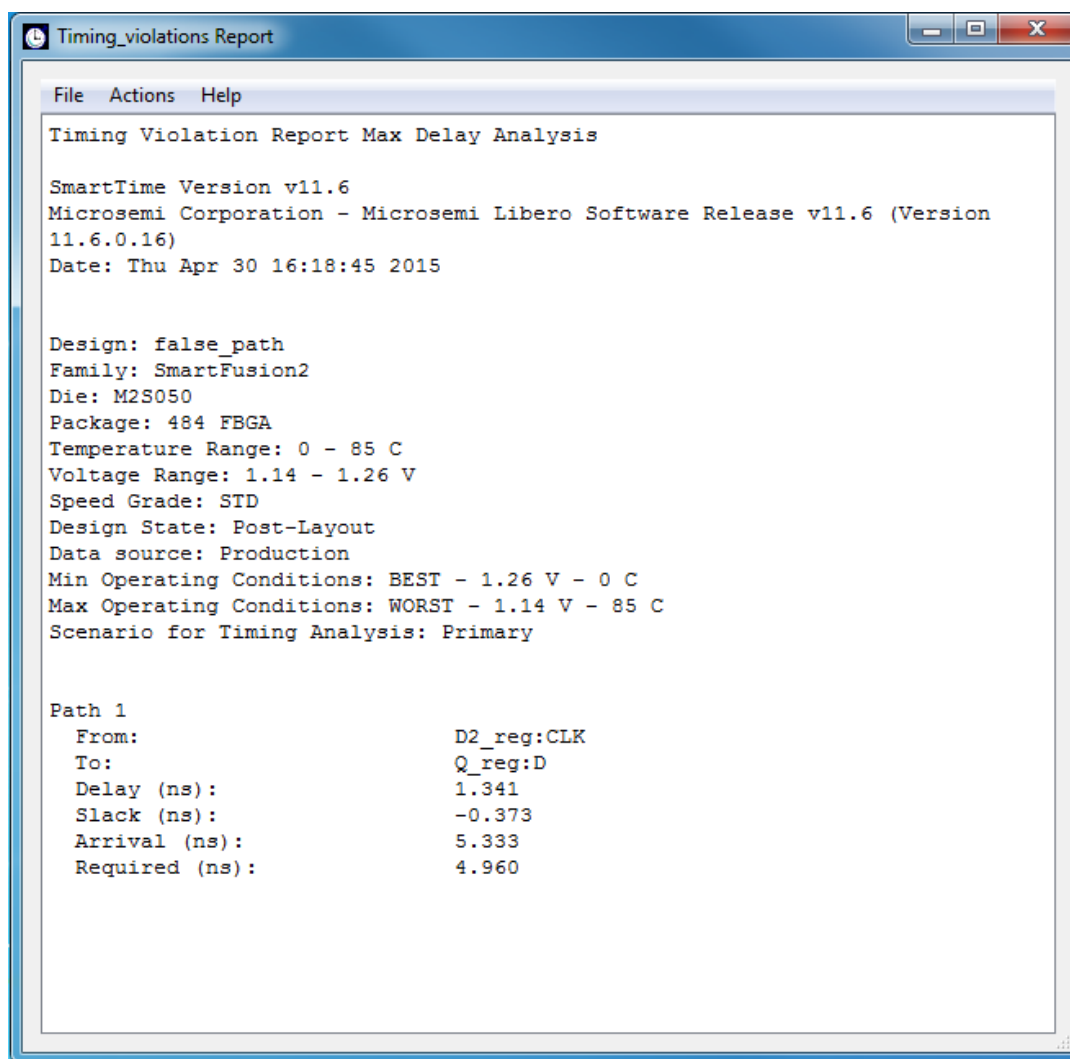 Timing_violations Report
File Actions Help
Timing Violation Report Max Delay Analysis
SmartTime Version v11.6
Microsemi Corporation - Microsemi Libero Software Release v11.6 (Version
11.6.0.16)
Date: Thu Apr 30 16:18:45 2015
Design: false_path
Family: SmartFusion2
Die: M2S050
Package: 484 FBGA
Temperature Range: 0 - 85 C
Voltage Range: 1.14 - 1.26 V
Speed Grade: STD
Design State: Post-Layout
Data source: Production
Min Operating Conditions: BEST - 1.26 V - 0 C
Max Operating Conditions: WORST - 1.14 V - 85 C
Scenario for Timing Analysis: Primary
Path 1
From: D2_reg:CLK
To: Q_reg:D
Delay (ns): 1.341
Slack (ns): -0.373
Arrival (ns): 5.333
Required (ns): 4.960